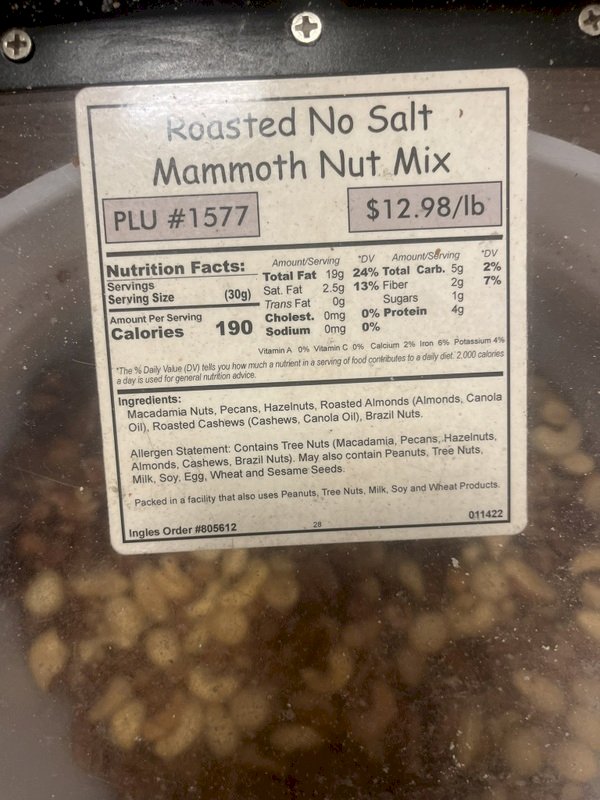 Roasted No Salt
Mammoth Nut Mix
PLU #1577
$12.98/lb
Nutrition Facts:
Servings
Serving Size (30g)
Amount Per Serving
Calories 190
Amount/Serving *DV Amount/Serving *DV
Total Fat 19g 24% Total Carb. 5g 2%
Sat. Fat 2.5g 13% Fiber 2g 7%
Trans Fat 0g Sugars 1g
Cholest. 0mg 0% Protein 4g
Sodium 0mg 0%
Vitamin A 0% Vitamin C 0% Calcium 2% Iron 6% Potassium 4%
*The % Daily Value (DV) tells you how much a nutrient in a serving of food contributes to a daily diet. 2,000 calories
a day is used for general nutrition advice.
Ingredients:
Macadamia Nuts, Pecans, Hazelnuts, Roasted Almonds (Almonds, Canola
Oil), Roasted Cashews (Cashews, Canola Oil), Brazil Nuts.
Allergen Statement: Contains Tree Nuts (Macadamia, Pecans, Hazelnuts,
Almonds, Cashews, Brazil Nuts). May also contain Peanuts, Tree Nuts,
Milk, Soy, Egg, Wheat and Sesame Seeds.
Packed in a facility that also uses Peanuts, Tree Nuts, Milk, Soy and Wheat Products.
Ingles Order #805612 28 011422